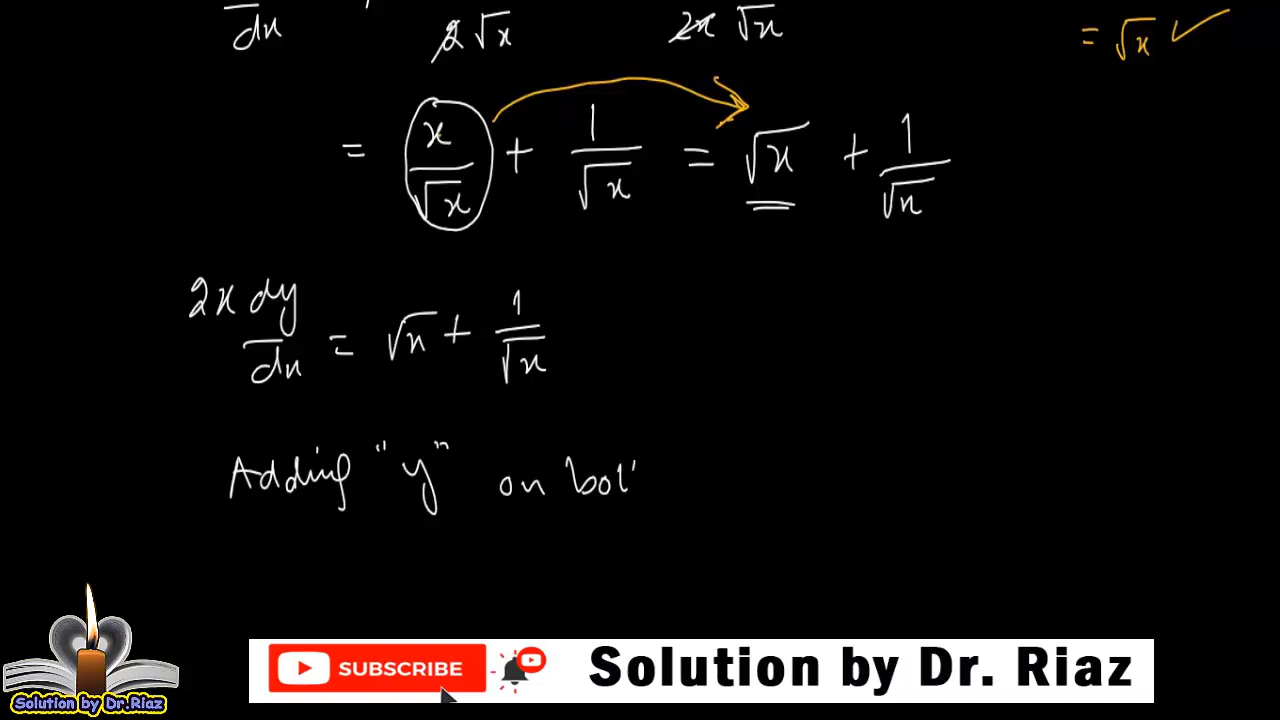 dx 2√x 2x √x = √x ✓
= x/√x + 1/√x = √x + 1/√x
2x dy/dx = √x + 1/√x
Adding "y" on bot
SUBSCRIBE Solution by Dr. Riaz
Solution by Dr.Riaz